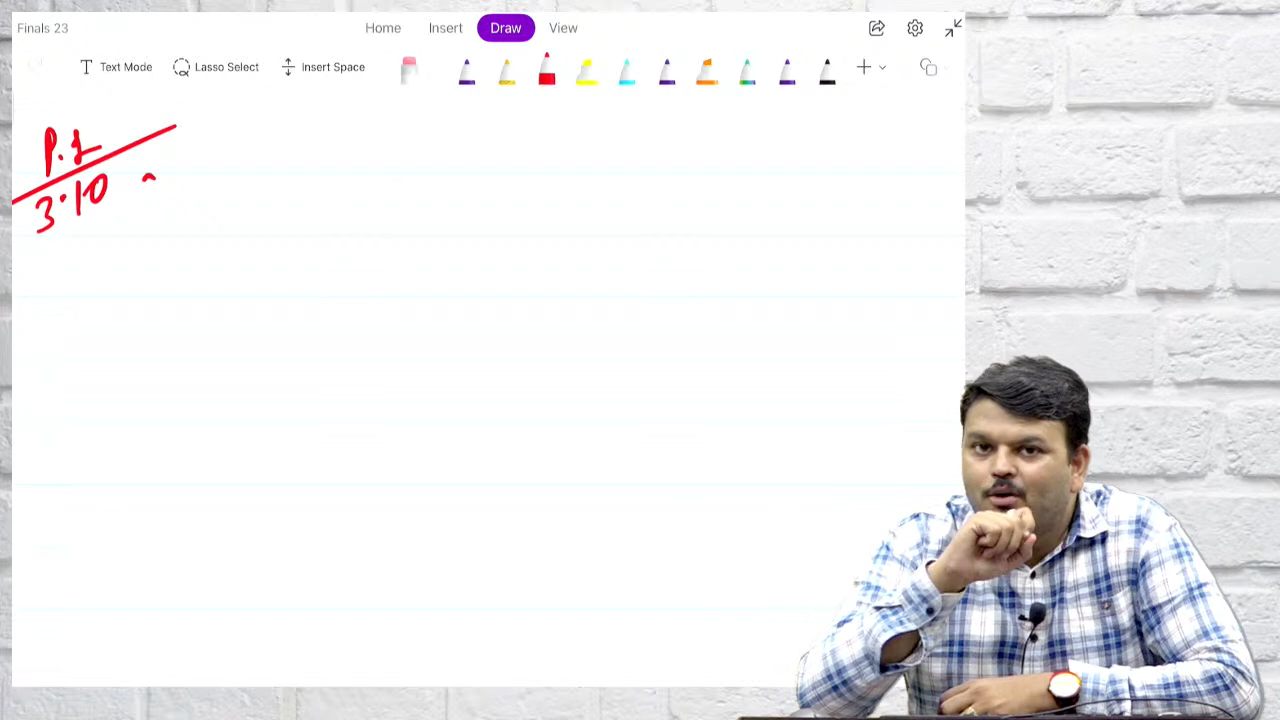 Finals 23
Home Insert Draw View
Text Mode Lasso Select Insert Space
P.1
3.10